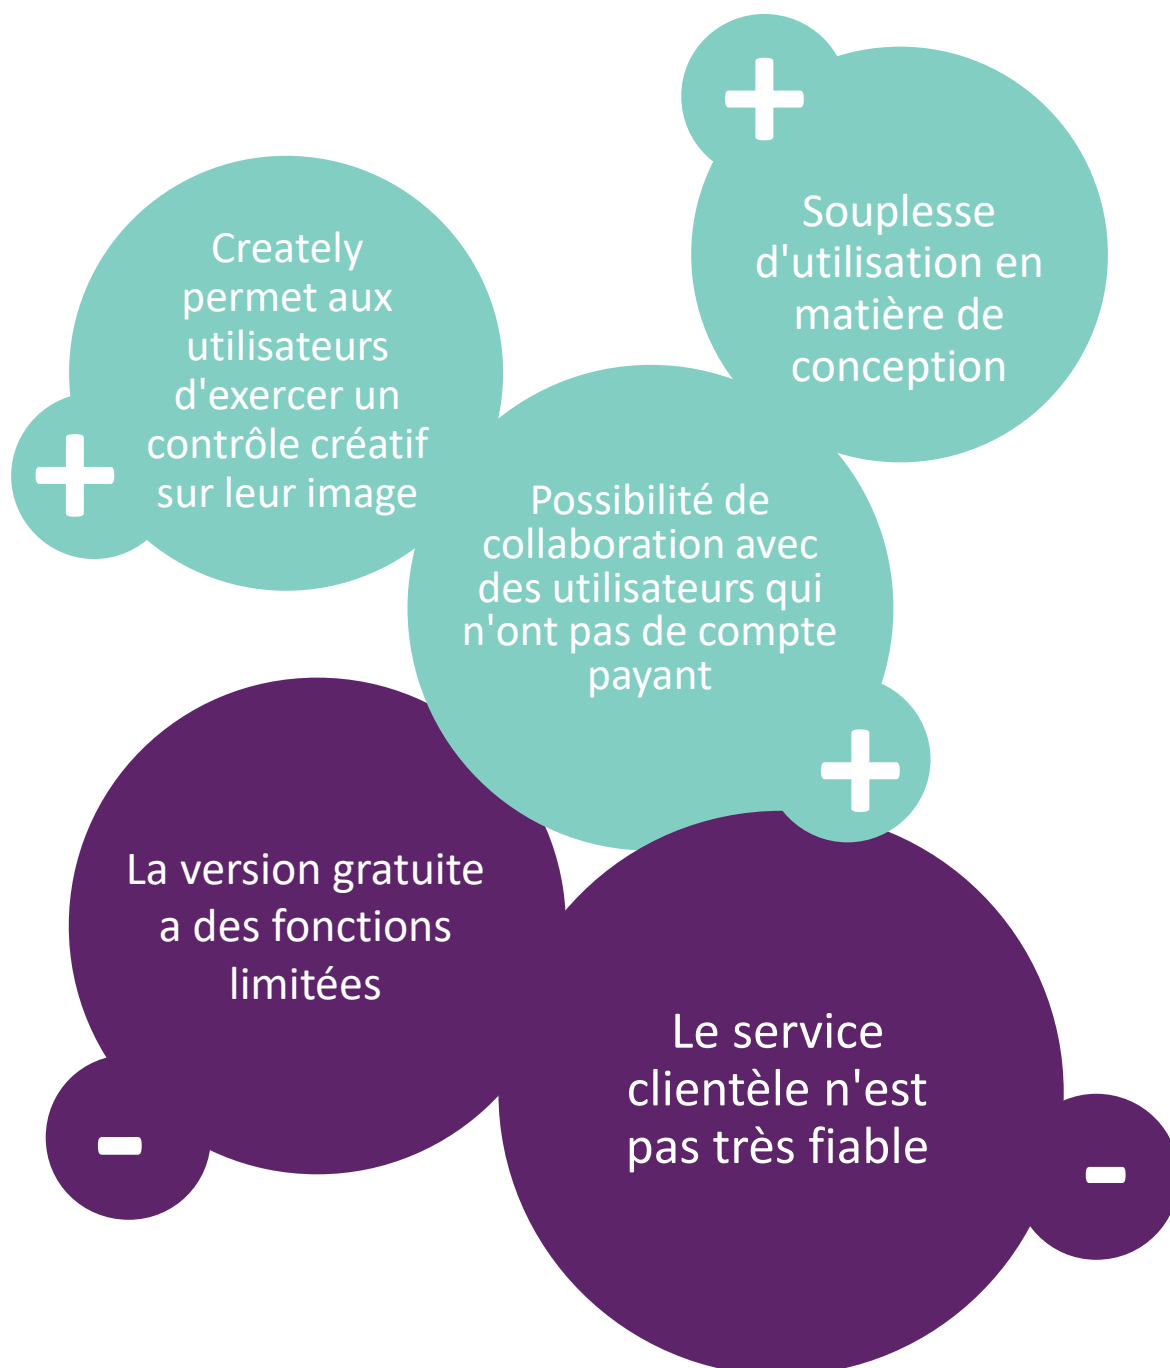 +
Souplesse
d'utilisation en
matière de
conception
Creately
permet aux
utilisateurs
d'exercer un
contrôle créatif
sur leur image
+
Possibilité de
collaboration avec
des utilisateurs qui
n'ont pas de compte
payant
+
La version gratuite
a des fonctions
limitées
-
Le service
clientèle n'est
pas très fiable
-